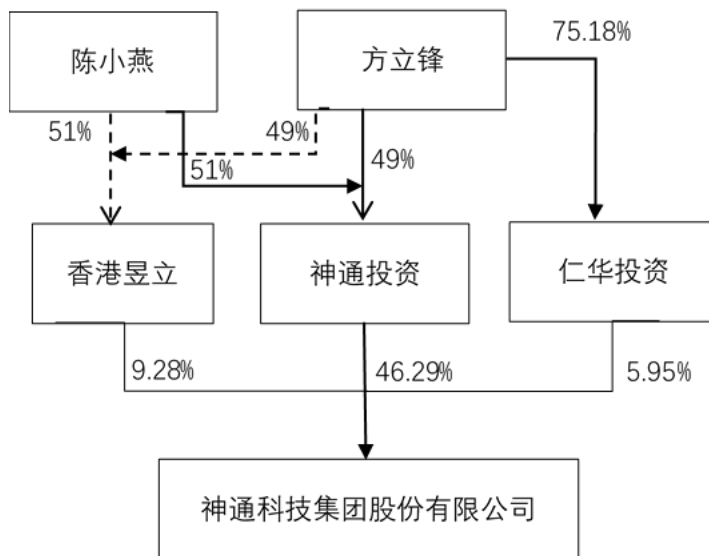 陈小燕
方立锋
75.18%
51%
49%
51%
49%
香港昱立
神通投资
仁华投资
9.28%
46.29%
5.95%
神通科技集团股份有限公司